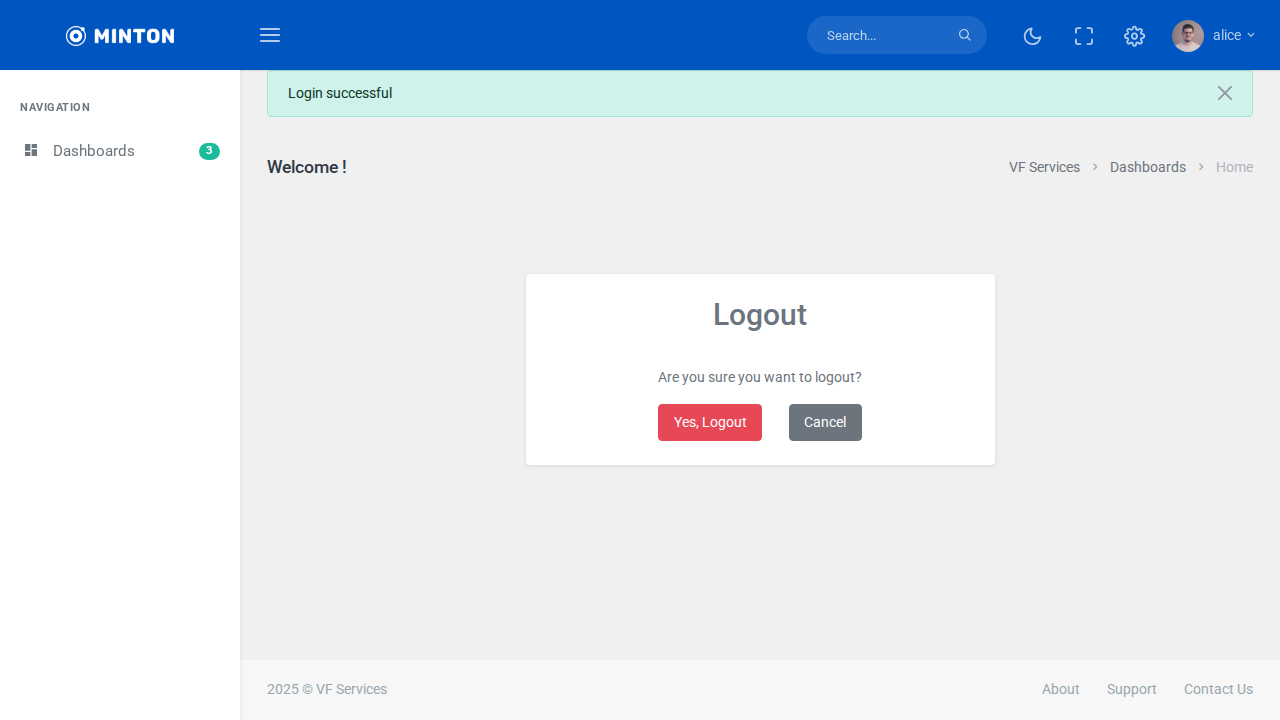 MINTON
Search...
alice
NAVIGATION
Dashboards
3
Login successful
Welcome !
VF Services
Dashboards
Home
Logout
Are you sure you want to logout?
Yes, Logout
Cancel
2025 © VF Services
About
Support
Contact Us